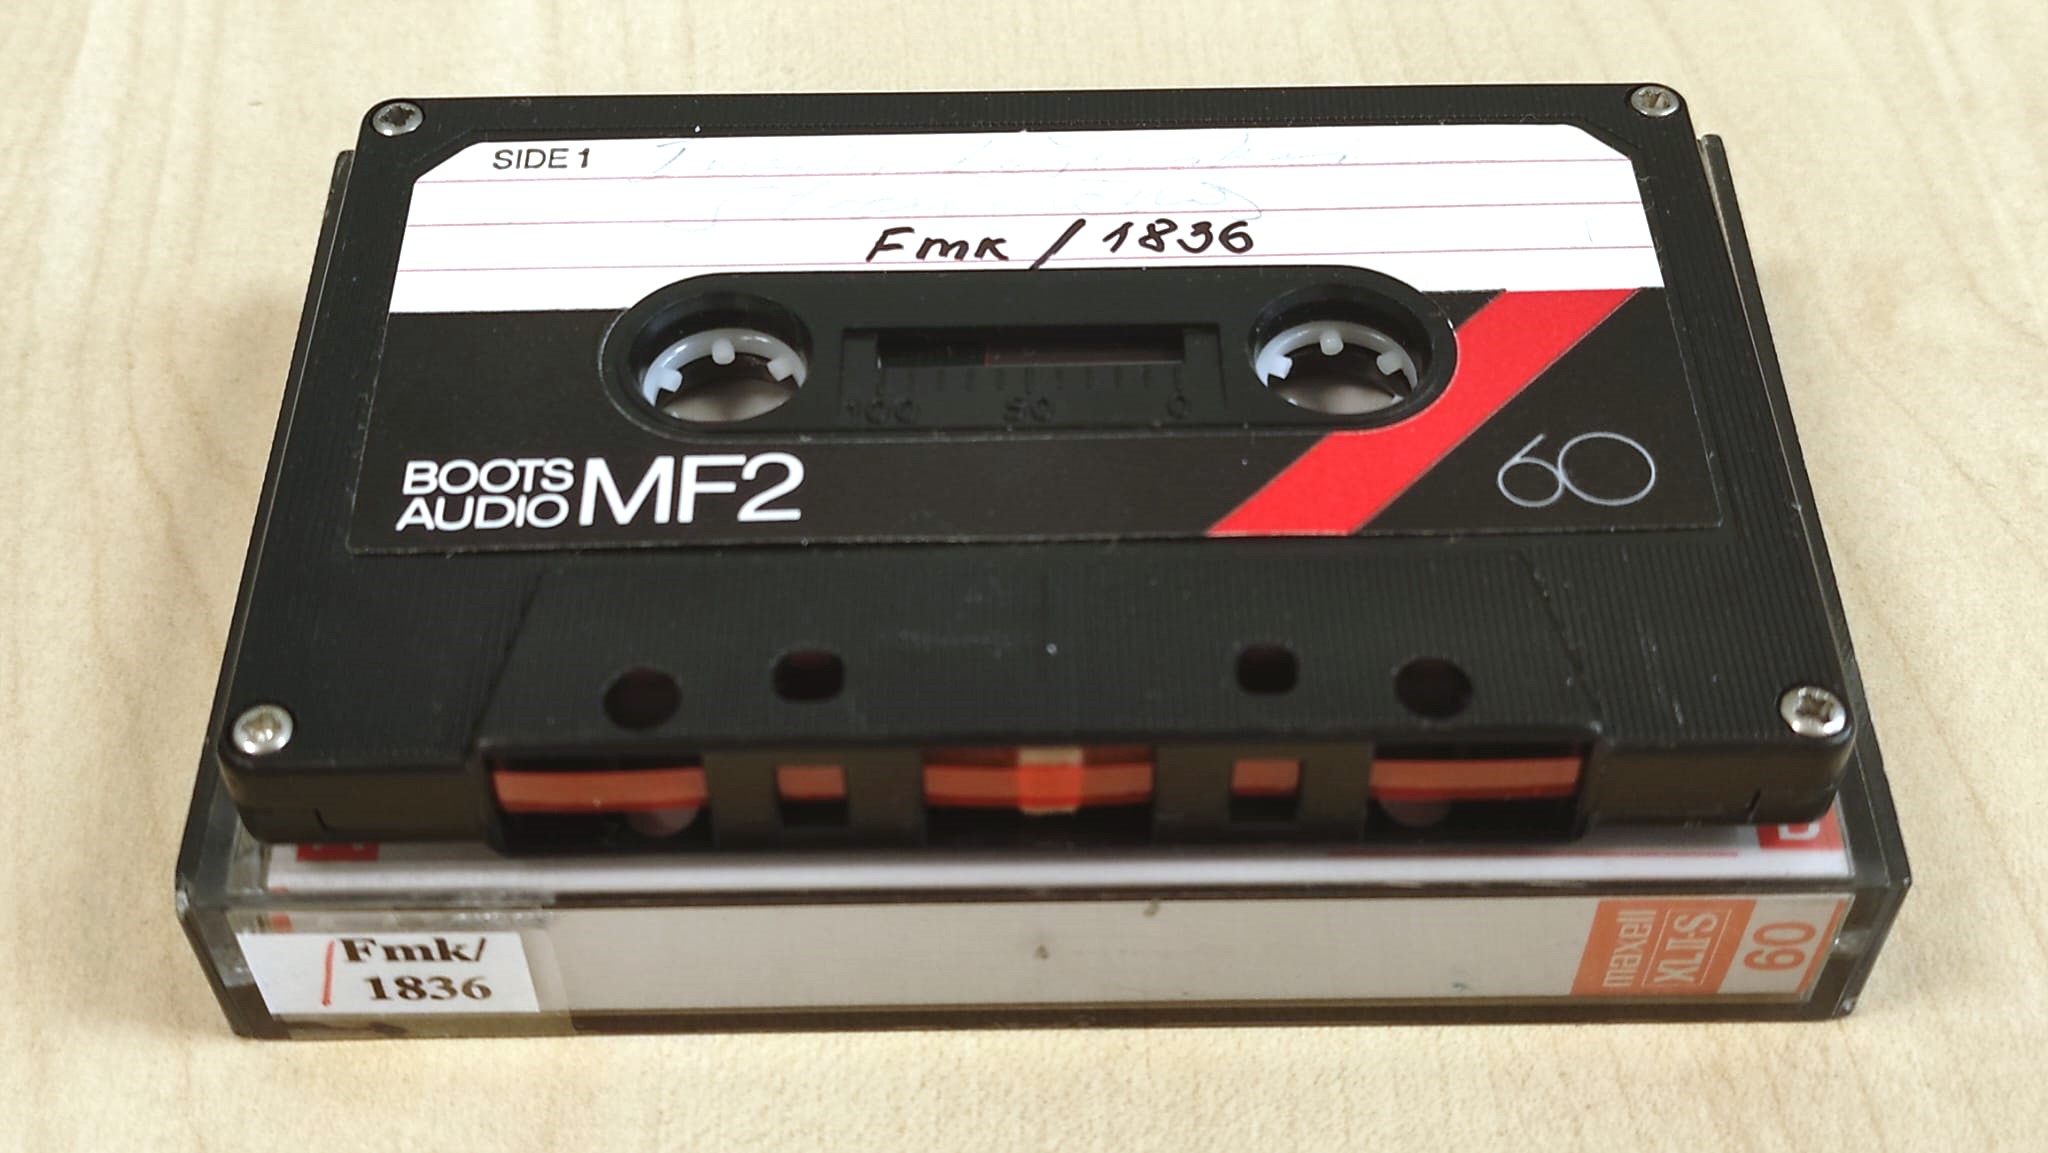 SIDE 1
Fmk / 1836
100 50 0
BOOTS
AUDIO MF2
60
Fmk/
1836
maxell
XLII-S
60